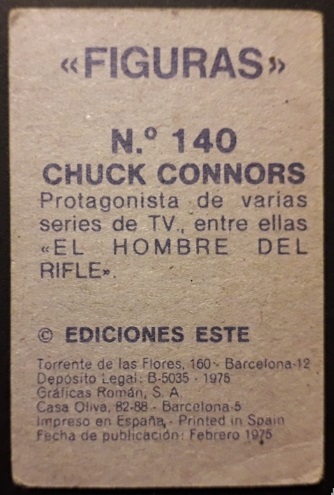 «FIGURAS»
N.º 140
CHUCK CONNORS
Protagonista de varias
series de TV., entre ellas
«EL HOMBRE DEL
RIFLE».
© EDICIONES ESTE
Torrente de las Flores, 160 - Barcelona-12
Depósito Legal: B-5035 - 1975
Gráficas Román, S. A.
Casa Oliva, 82-88 - Barcelona-5
Impreso en España, - Printed in Spain
Fecha de publicación: Febrero 1975